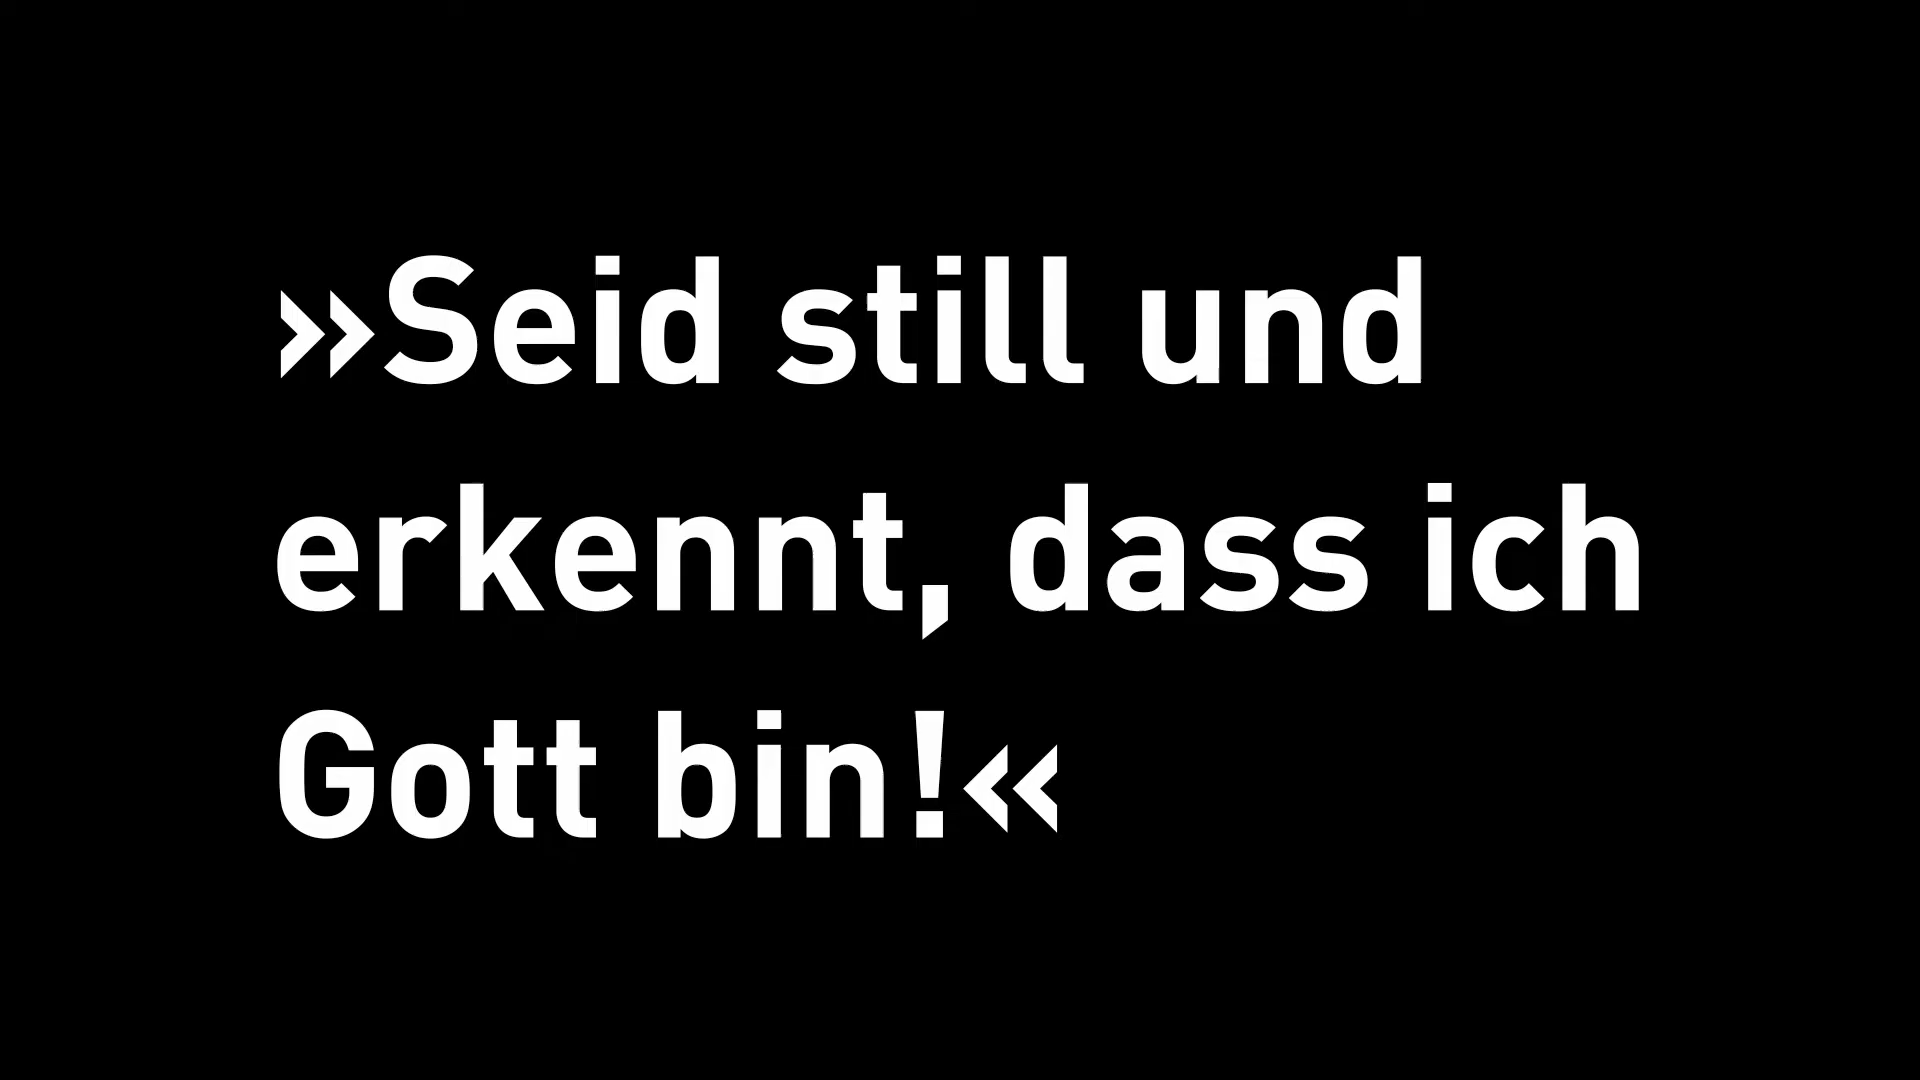 »Seid still und
erkennt, dass ich
Gott bin!«